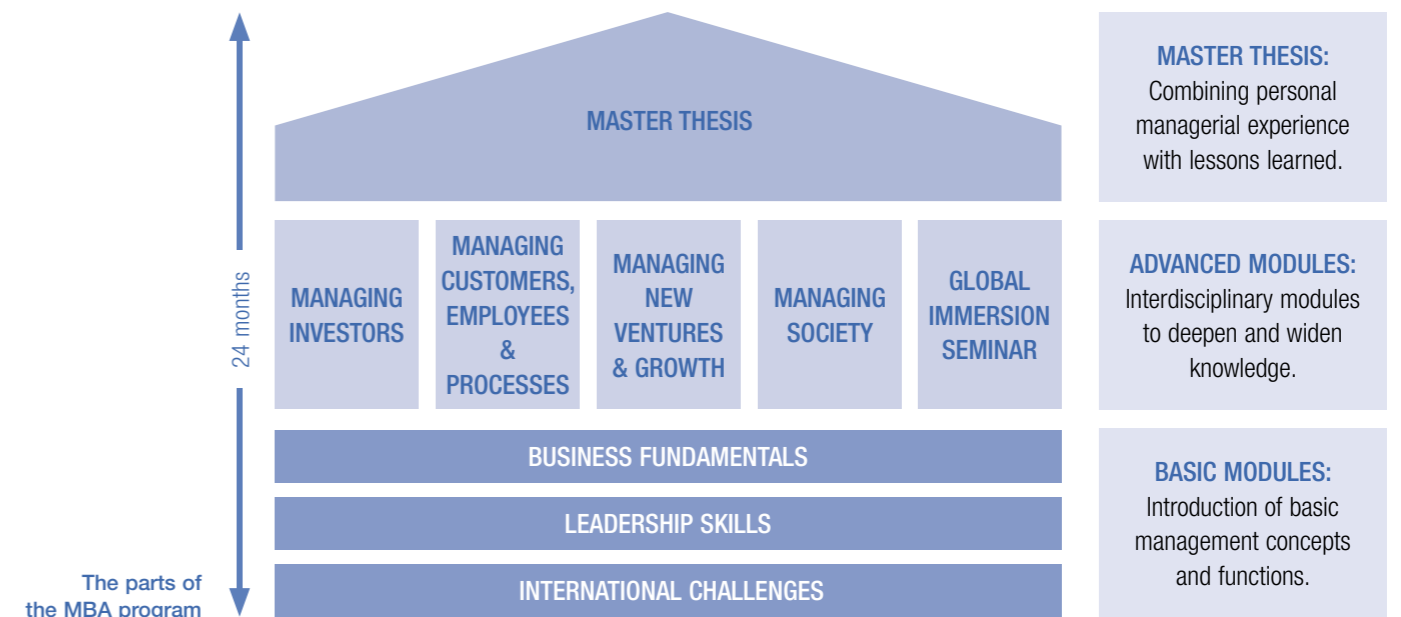 MASTER THESIS
MASTER THESIS:
Combining personal
managerial experience
with lessons learned.
24 months
MANAGING
INVESTORS
MANAGING
CUSTOMERS,
EMPLOYEES
&
PROCESSES
MANAGING
NEW
VENTURES
& GROWTH
MANAGING
SOCIETY
GLOBAL
IMMERSION
SEMINAR
ADVANCED MODULES:
Interdisciplinary modules
to deepen and widen
knowledge.
BUSINESS FUNDAMENTALS
LEADERSHIP SKILLS
INTERNATIONAL CHALLENGES
BASIC MODULES:
Introduction of basic
management concepts
and functions.
The parts of
the MBA program